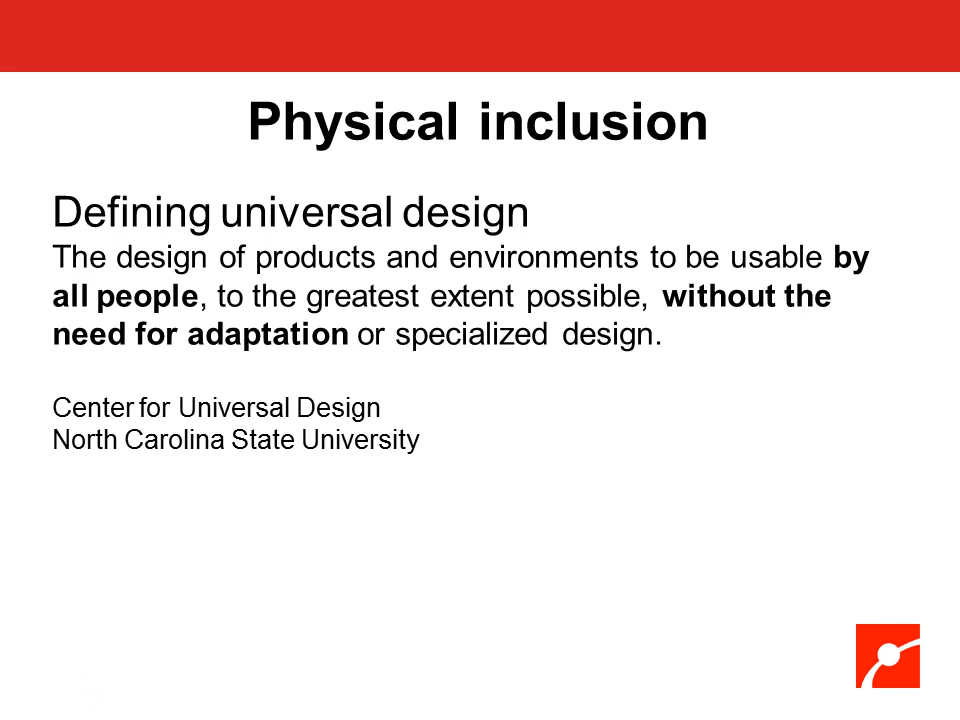 Physical inclusion
Defining universal design
The design of products and environments to be usable by
all people, to the greatest extent possible, without the
need for adaptation or specialized design.
Center for Universal Design
North Carolina State University